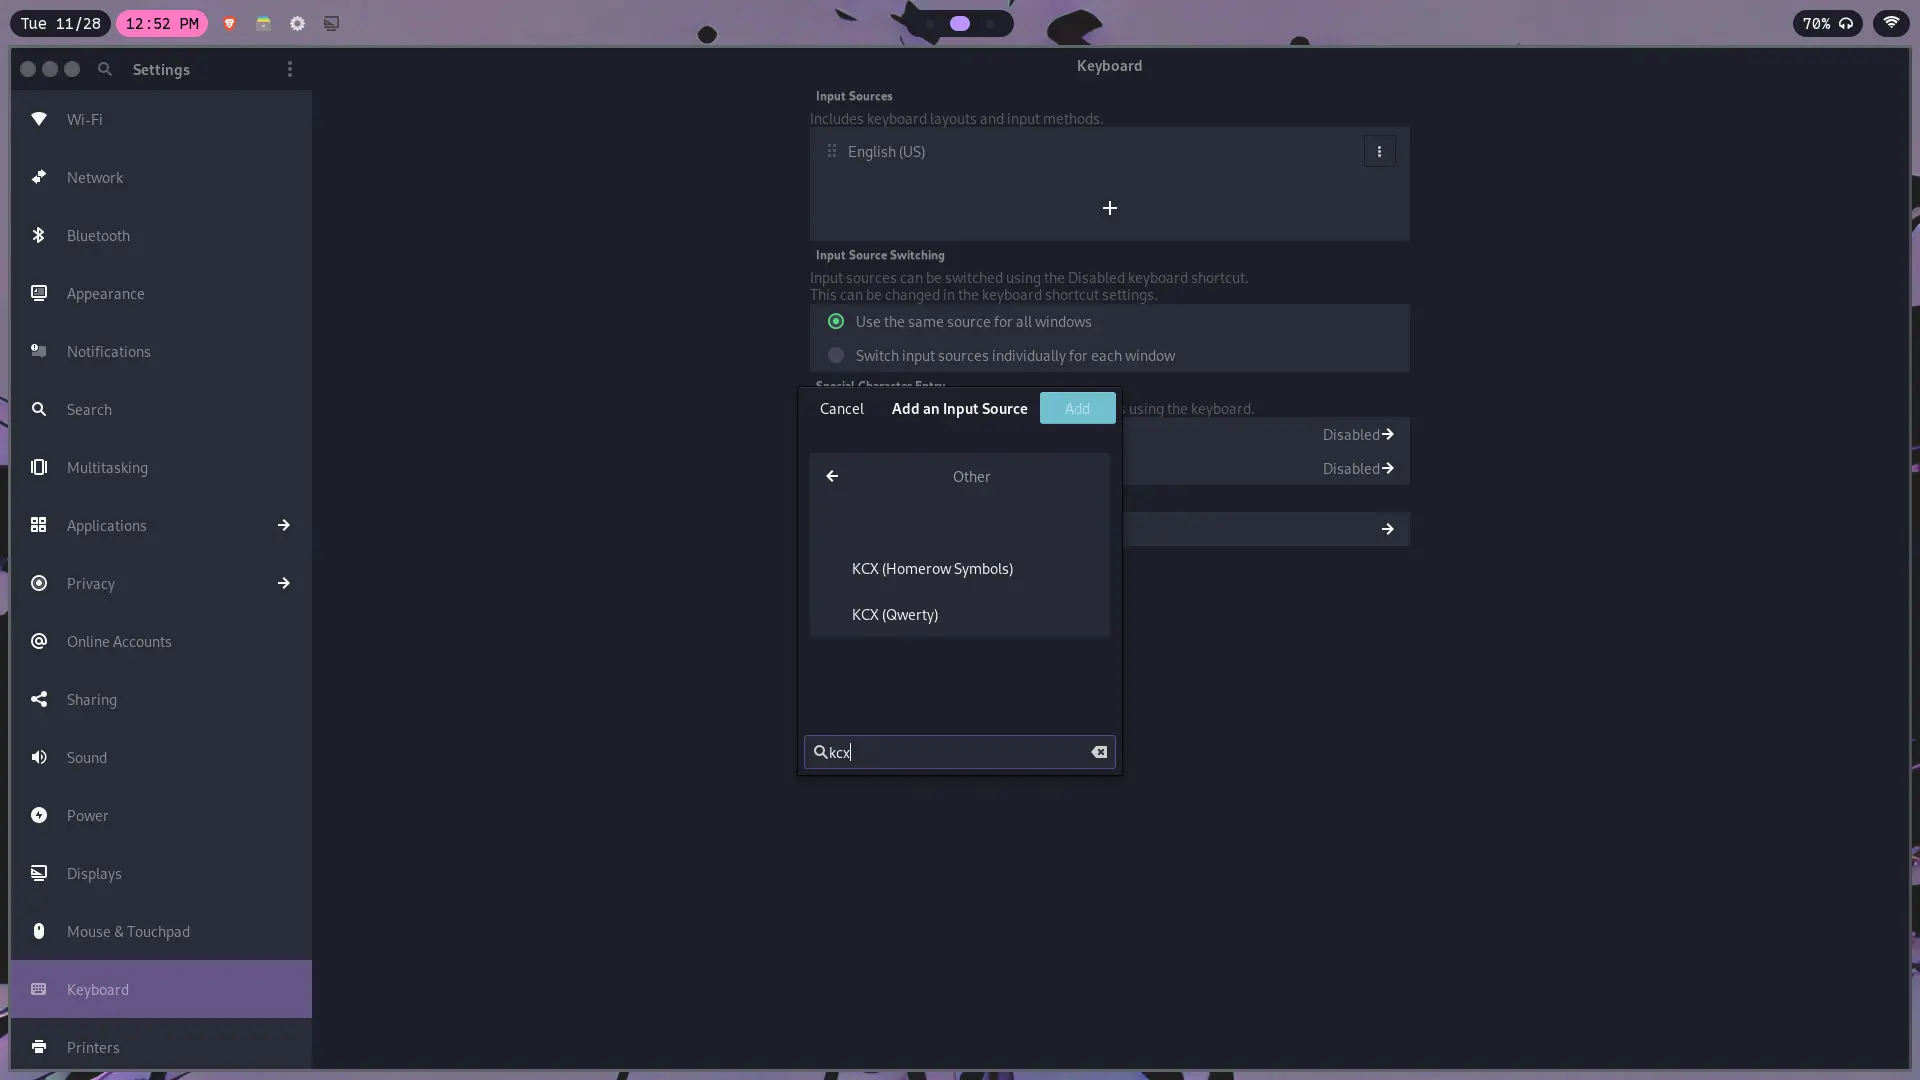 Tue 11/28
12:52 PM
70%
Settings
Wi-Fi
Network
Bluetooth
Appearance
Notifications
Search
Multitasking
Applications
Privacy
Online Accounts
Sharing
Sound
Power
Displays
Mouse & Touchpad
Keyboard
Printers
Keyboard
Input Sources
Includes keyboard layouts and input methods.
English (US)
Input Source Switching
Input sources can be switched using the Disabled keyboard shortcut.
This can be changed in the keyboard shortcut settings.
Use the same source for all windows
Switch input sources individually for each window
Special Character Entry
using the keyboard.
Disabled
Disabled
Cancel
Add an Input Source
Add
Other
KCX (Homerow Symbols)
KCX (Qwerty)
kcx